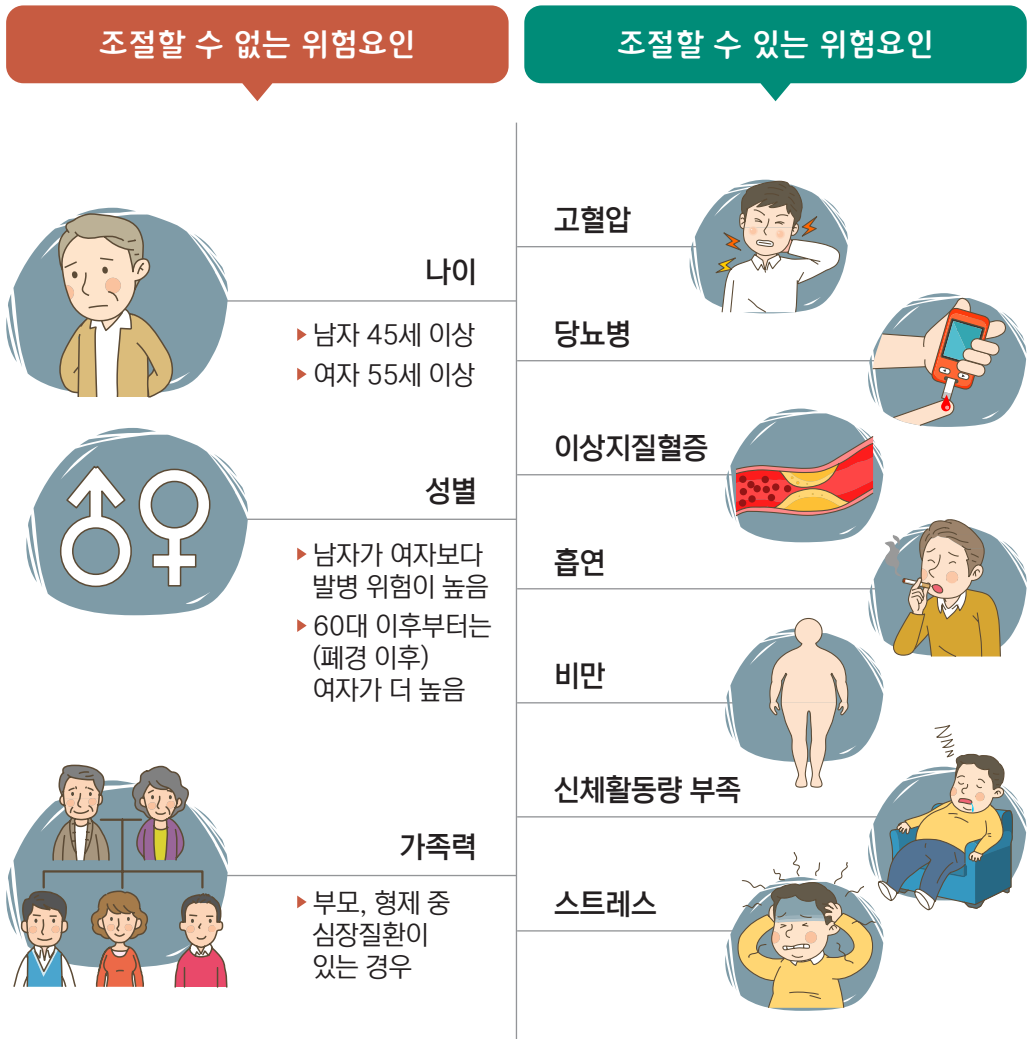 조절할 수 없는 위험요인
나이
▸ 남자 45세 이상
▸ 여자 55세 이상
성별
▸ 남자가 여자보다
발병 위험이 높음
▸ 60대 이후부터는
(폐경 이후)
여자가 더 높음
가족력
▸ 부모, 형제 중
심장질환이
있는 경우
조절할 수 있는 위험요인
고혈압
당뇨병
이상지질혈증
흡연
비만
신체활동량 부족
스트레스